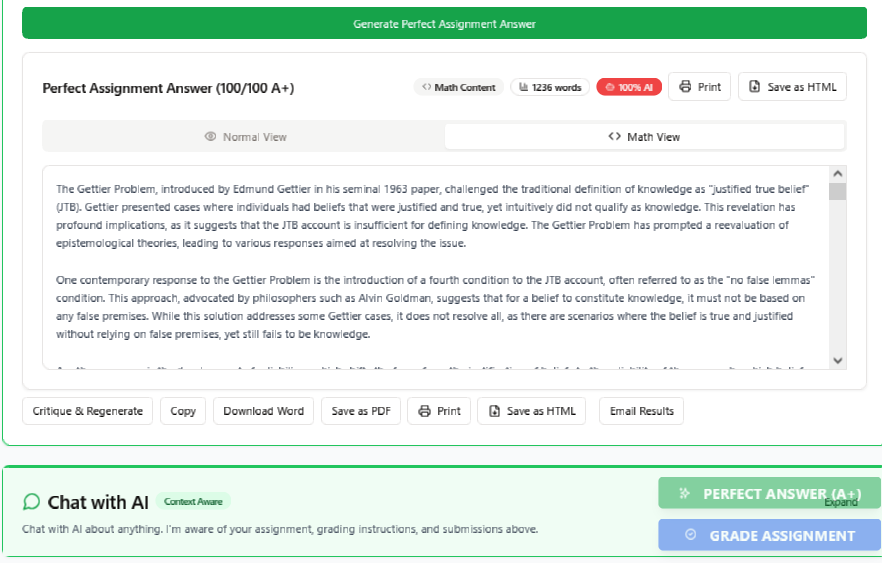 Generate Perfect Assignment Answer
Perfect Assignment Answer (100/100 A+)
Math Content
1236 words
100% AI
Print
Save as HTML
Normal View
Math View
The Gettier Problem, introduced by Edmund Gettier in his seminal 1963 paper, challenged the traditional definition of knowledge as "justified true belief"
(JTB). Gettier presented cases where individuals had beliefs that were justified and true, yet intuitively did not qualify as knowledge. This revelation has
profound implications, as it suggests that the JTB account is insufficient for defining knowledge. The Gettier Problem has prompted a reevaluation of
epistemological theories, leading to various responses aimed at resolving the issue.
One contemporary response to the Gettier Problem is the introduction of a fourth condition to the JTB account, often referred to as the "no false lemmas"
condition. This approach, advocated by philosophers such as Alvin Goldman, suggests that for a belief to constitute knowledge, it must not be based on
any false premises. While this solution addresses some Gettier cases, it does not resolve all, as there are scenarios where the belief is true and justified
without relying on false premises, yet still fails to be knowledge.
Critique & Regenerate
Copy
Download Word
Save as PDF
Print
Save as HTML
Email Results
Chat with AI
Context Aware
Chat with AI about anything. I'm aware of your assignment, grading instructions, and submissions above.
PERFECT ANSWER (A+)
Expand
GRADE ASSIGNMENT